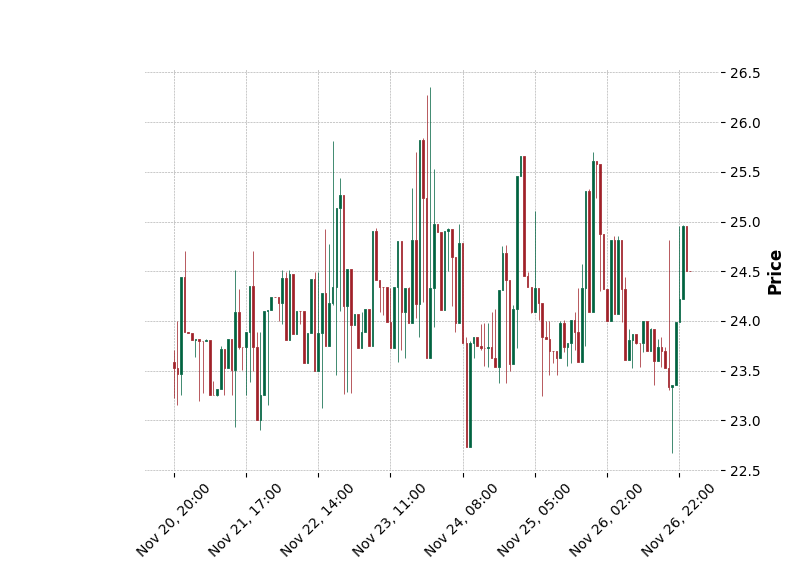 26.5
26.0
25.5
25.0
24.5
24.0
23.5
23.0
22.5
Price
Nov 20, 20:00
Nov 21, 17:00
Nov 22, 14:00
Nov 23, 11:00
Nov 24, 08:00
Nov 25, 05:00
Nov 26, 02:00
Nov 26, 22:00